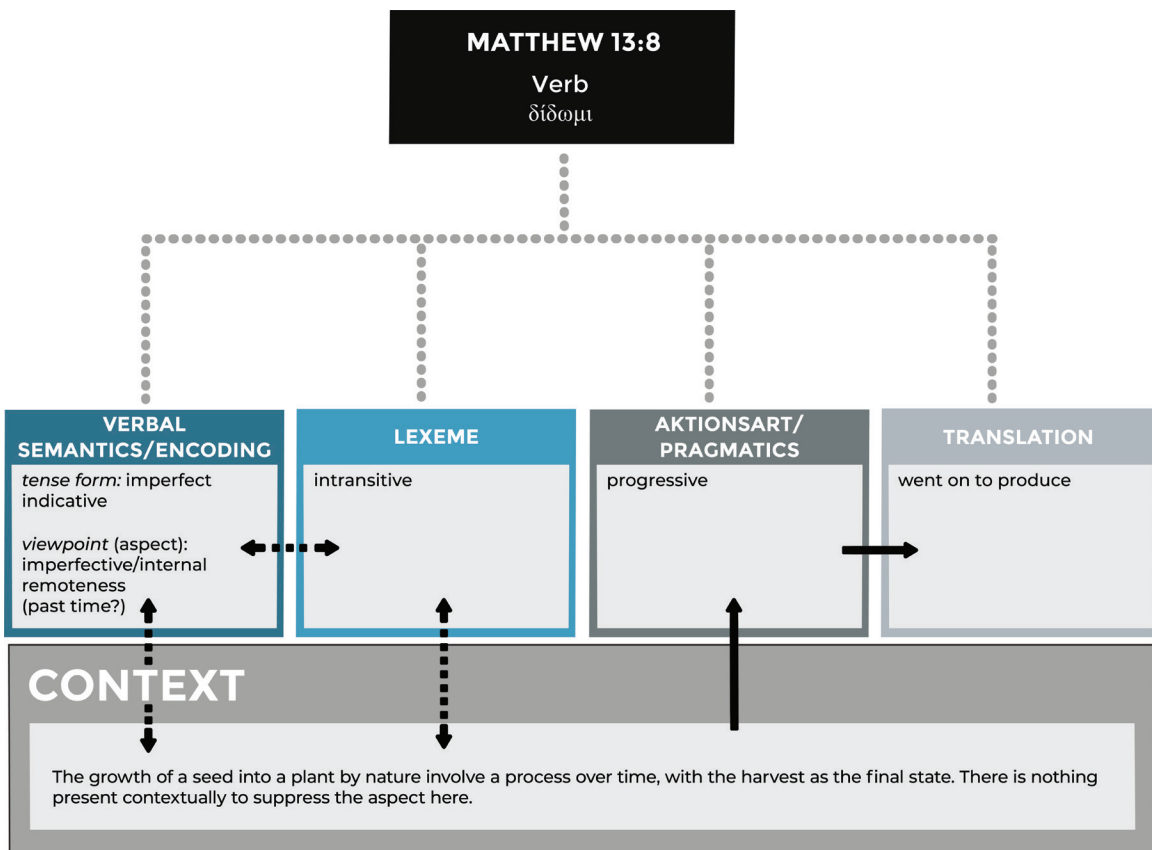 MATTHEW 13:8
Verb
δίδωμι
VERBAL
SEMANTICS/ENCODING
tense form: imperfect
indicative
viewpoint (aspect):
imperfective/internal
remoteness
(past time?)
LEXEME
intransitive
AKTIONSART/
PRAGMATICS
progressive
TRANSLATION
went on to produce
CONTEXT
The growth of a seed into a plant by nature involve a process over time, with the harvest as the final state. There is nothing
present contextually to suppress the aspect here.